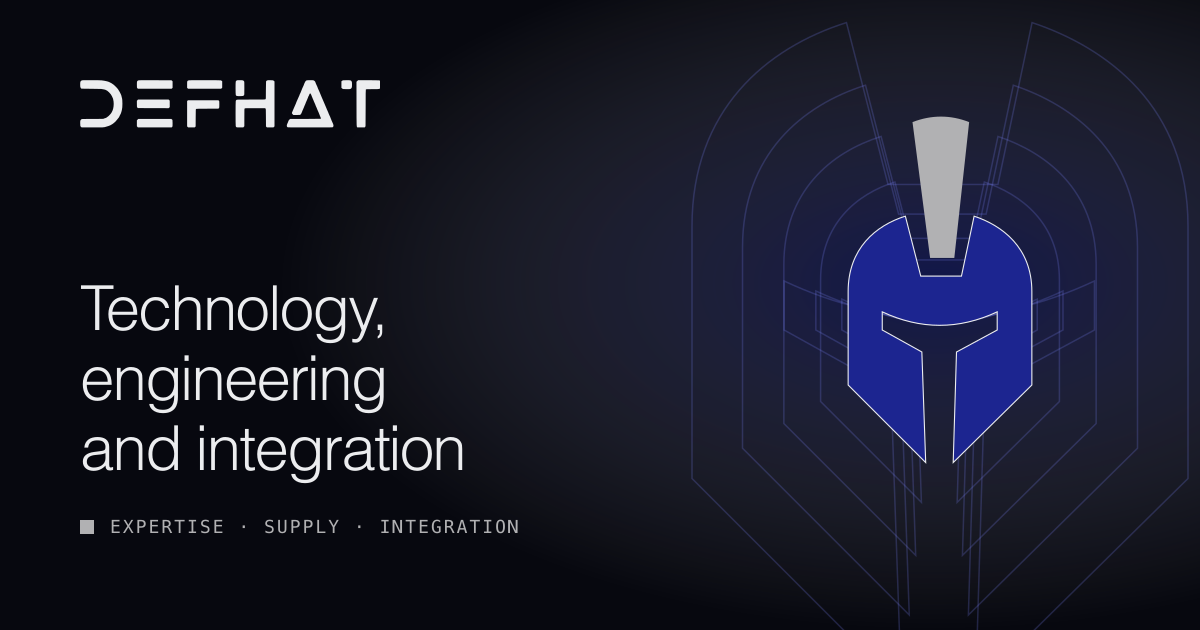 DEFHAT
Technology,
engineering
and integration
EXPERTISE · SUPPLY · INTEGRATION